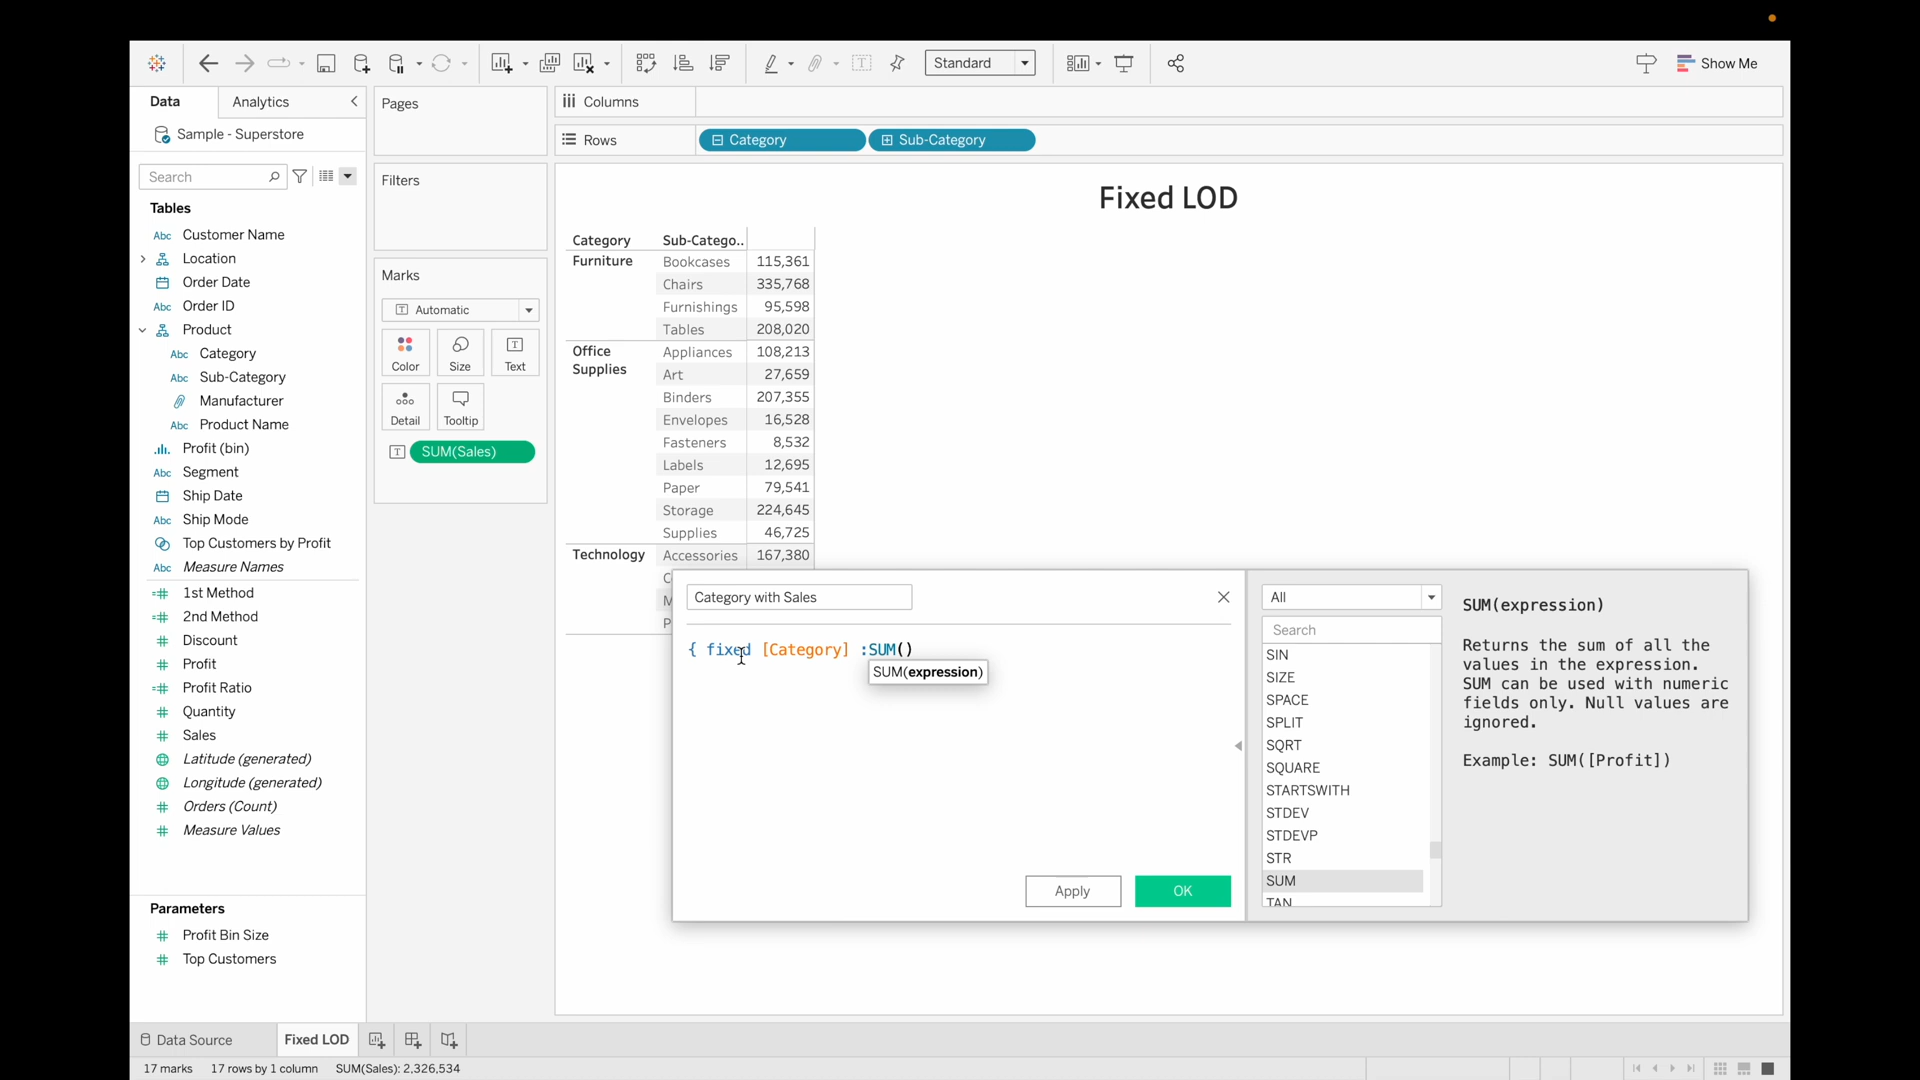 Standard
Show Me
Data
Analytics
Sample - Superstore
Search
Tables
Abc Customer Name
Location
Order Date
Abc Order ID
Product
Abc Category
Abc Sub-Category
Manufacturer
Abc Product Name
Profit (bin)
Abc Segment
Ship Date
Abc Ship Mode
Top Customers by Profit
Abc Measure Names
1st Method
2nd Method
Discount
Profit
Profit Ratio
Quantity
Sales
Latitude (generated)
Longitude (generated)
Orders (Count)
Measure Values
Parameters
Profit Bin Size
Top Customers
Pages
Filters
Marks
Automatic
Color
Size
Text
Detail
Tooltip
SUM(Sales)
Columns
Rows
Category
Sub-Category
Fixed LOD
Category Sub-Catego..
Furniture Bookcases 115,361
Chairs 335,768
Furnishings 95,598
Tables 208,020
Office Supplies Appliances 108,213
Art 27,659
Binders 207,355
Envelopes 16,528
Fasteners 8,532
Labels 12,695
Paper 79,541
Storage 224,645
Supplies 46,725
Technology Accessories 167,380
Category with Sales
{ fixed [Category] :SUM()
SUM(expression)
Apply
OK
All
Search
SIN
SIZE
SPACE
SPLIT
SQRT
SQUARE
STARTSWITH
STDEV
STDEVP
STR
SUM
TAN
SUM(expression)
Returns the sum of all the
values in the expression.
SUM can be used with numeric
fields only. Null values are
ignored.
Example: SUM([Profit])
Data Source
Fixed LOD
17 marks
17 rows by 1 column
SUM(Sales): 2,326,534